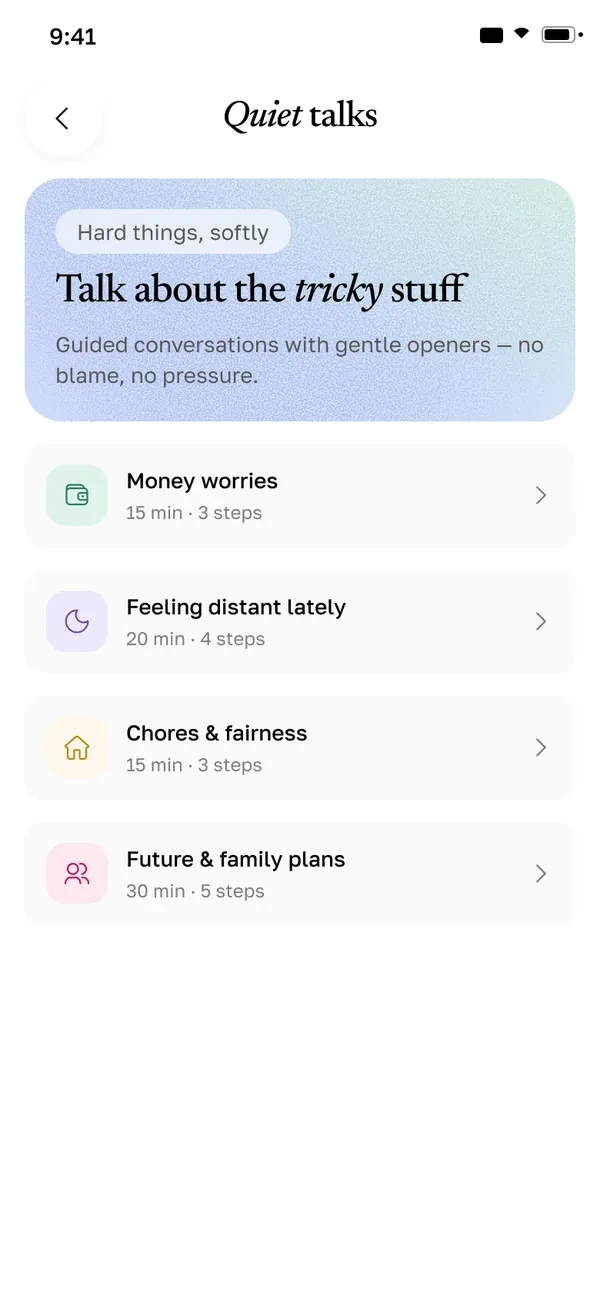 9:41
Quiet talks
Hard things, softly
Talk about the tricky stuff
Guided conversations with gentle openers — no
blame, no pressure.
Money worries
15 min · 3 steps
Feeling distant lately
20 min · 4 steps
Chores & fairness
15 min · 3 steps
Future & family plans
30 min · 5 steps